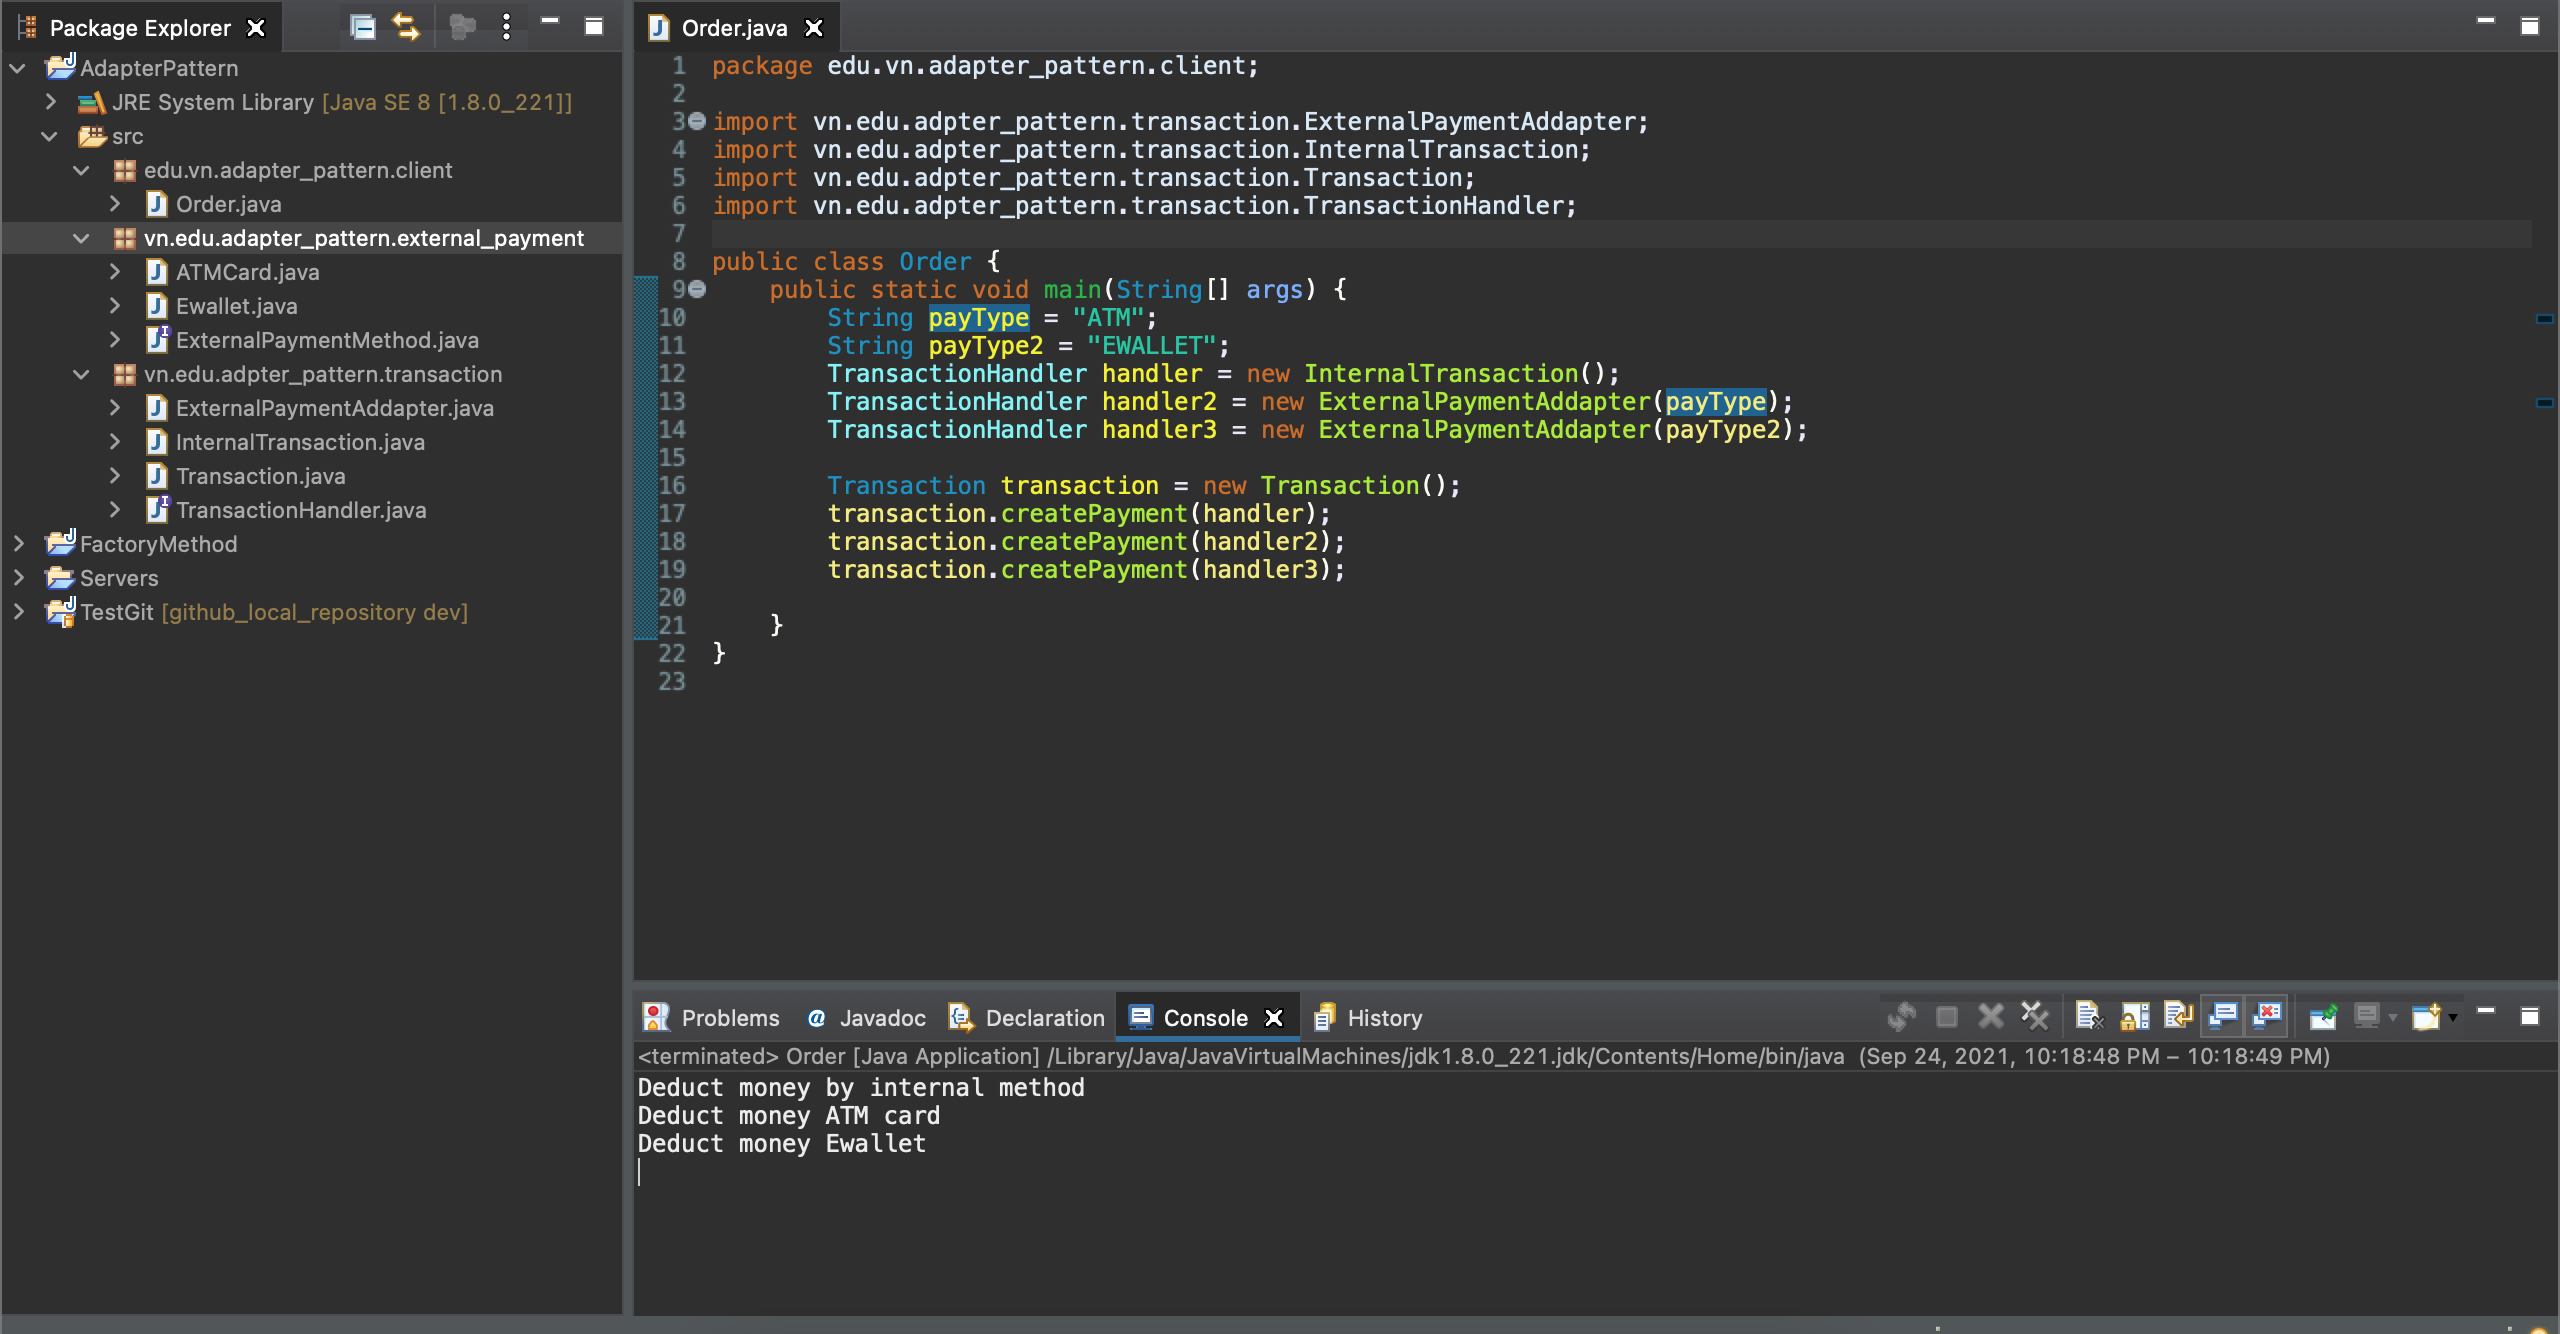 Package Explorer
AdapterPattern
JRE System Library [Java SE 8 [1.8.0_221]]
src
edu.vn.adapter_pattern.client
Order.java
vn.edu.adapter_pattern.external_payment
ATMCard.java
Ewallet.java
ExternalPaymentMethod.java
vn.edu.adpter_pattern.transaction
ExternalPaymentAddapter.java
InternalTransaction.java
Transaction.java
TransactionHandler.java
FactoryMethod
Servers
TestGit [github_local_repository dev]
Order.java
1 package edu.vn.adapter_pattern.client;
2
3 import vn.edu.adpter_pattern.transaction.ExternalPaymentAddapter;
4 import vn.edu.adpter_pattern.transaction.InternalTransaction;
5 import vn.edu.adpter_pattern.transaction.Transaction;
6 import vn.edu.adpter_pattern.transaction.TransactionHandler;
7
8 public class Order {
9 public static void main(String[] args) {
10 String payType = "ATM";
11 String payType2 = "EWALLET";
12 TransactionHandler handler = new InternalTransaction();
13 TransactionHandler handler2 = new ExternalPaymentAddapter(payType);
14 TransactionHandler handler3 = new ExternalPaymentAddapter(payType2);
15
16 Transaction transaction = new Transaction();
17 transaction.createPayment(handler);
18 transaction.createPayment(handler2);
19 transaction.createPayment(handler3);
20
21 }
22 }
23
Problems @ Javadoc Declaration Console History
<terminated> Order [Java Application] /Library/Java/JavaVirtualMachines/jdk1.8.0_221.jdk/Contents/Home/bin/java (Sep 24, 2021, 10:18:48 PM – 10:18:49 PM)
Deduct money by internal method
Deduct money ATM card
Deduct money Ewallet